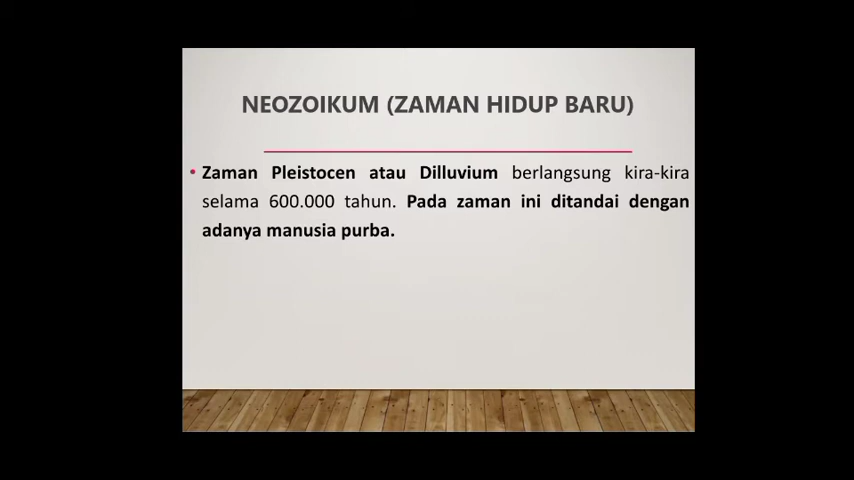 NEOZOIKUM (ZAMAN HIDUP BARU)
• Zaman Pleistocen atau Dilluvium berlangsung kira-kira
selama 600.000 tahun. Pada zaman ini ditandai dengan
adanya manusia purba.